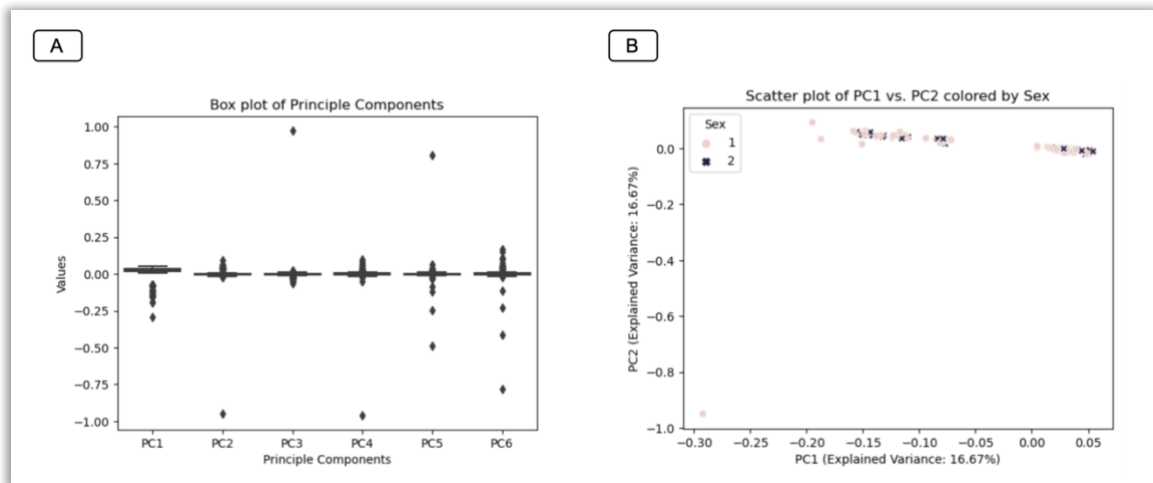 A
B
Box plot of Principle Components
1.00
0.75
0.50
0.25
0.00
−0.25
−0.50
−0.75
−1.00
Values
PC1 PC2 PC3 PC4 PC5 PC6
Principle Components
Scatter plot of PC1 vs. PC2 colored by Sex
Sex
1
2
0.0
−0.2
−0.4
−0.6
−0.8
−1.0
PC2 (Explained Variance: 16.67%)
−0.30 −0.25 −0.20 −0.15 −0.10 −0.05 0.00 0.05
PC1 (Explained Variance: 16.67%)